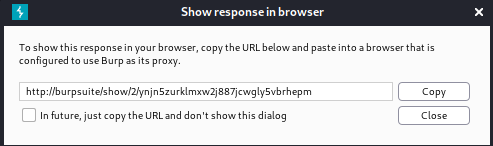 Show response in browser
To show this response in your browser, copy the URL below and paste into a browser that is
configured to use Burp as its proxy.
http://burpsuite/show/2/ynjn5zurklmxw2j887jcwgly5vbrhepm
Copy
In future, just copy the URL and don't show this dialog
Close